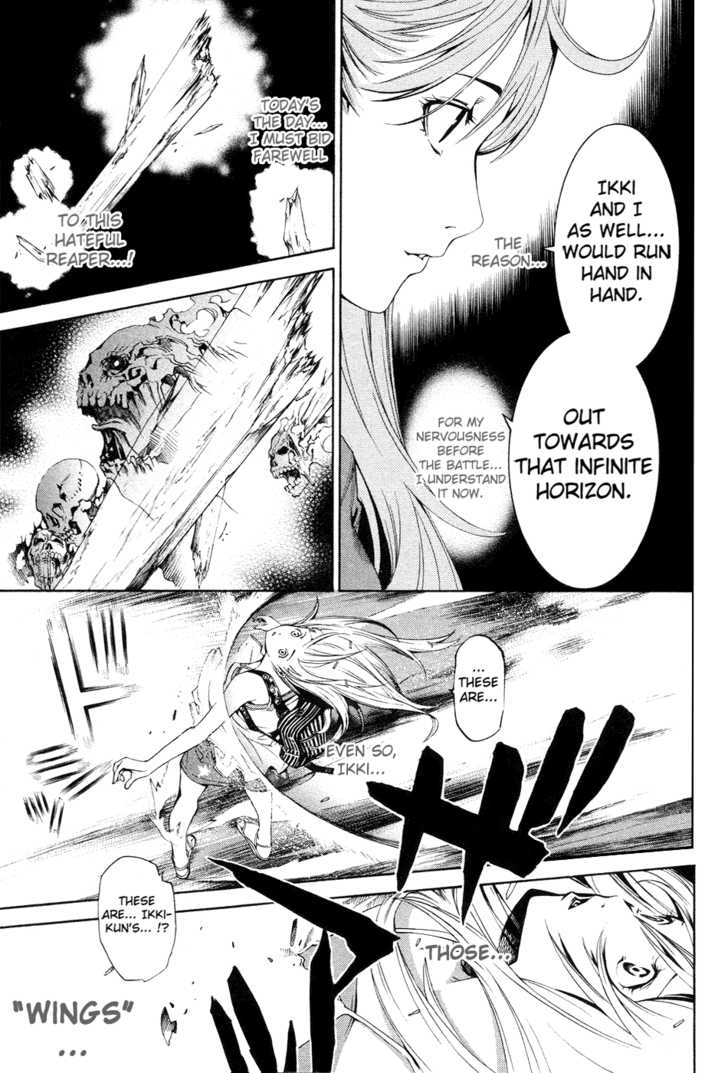 IKKI
AND I
AS WELL...
WOULD RUN
HAND IN
HAND.
OUT
TOWARDS
THAT INFINITE
HORIZON.
THE
REASON...
FOR MY
NERVOUSNESS
BEFORE
THE BATTLE...
I UNDERSTAND
IT NOW.
TODAY'S
THE DAY...
I MUST BID
FAREWELL
TO THIS
HATEFUL
REAPER...!
...
THESE
ARE...
EVEN SO,
IKKI...
THOSE...
THESE
ARE... IKKI-
KUN'S... !?
"WINGS"
...